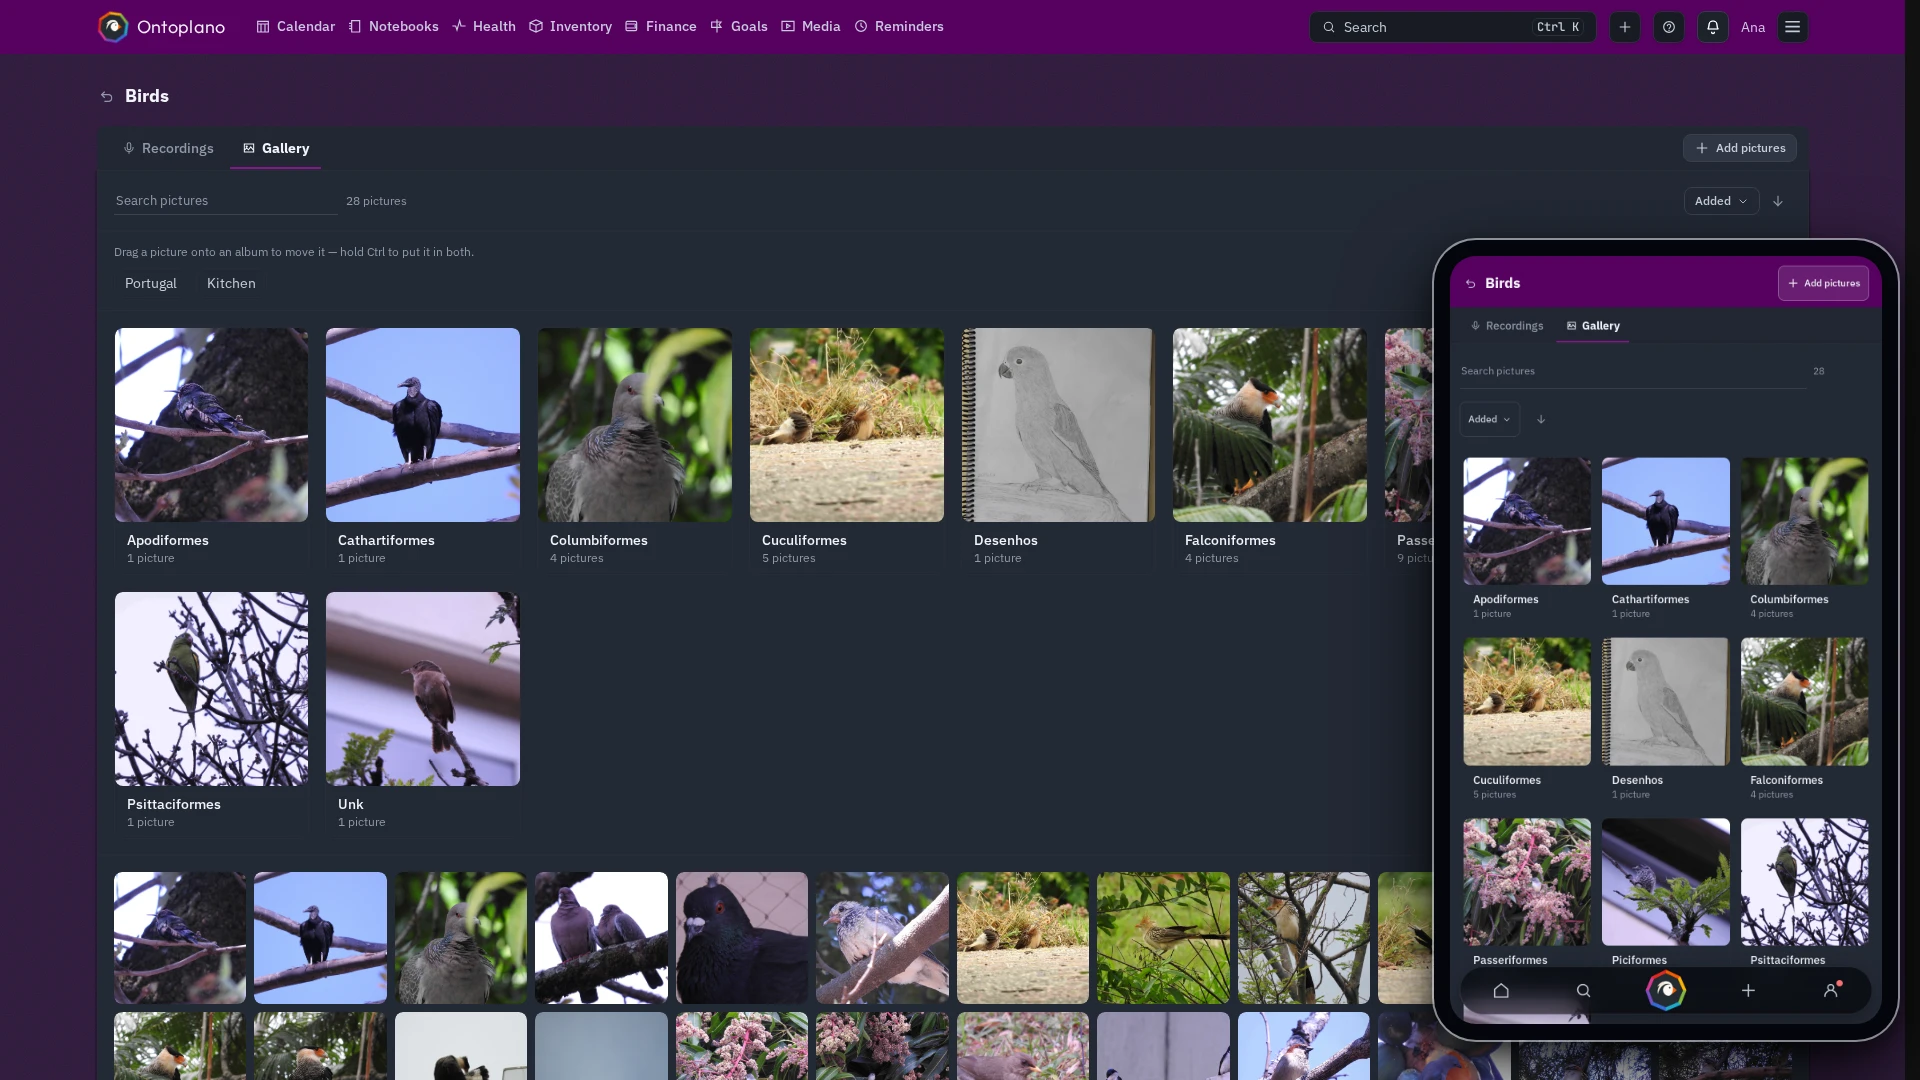 Ontoplano
Calendar
Notebooks
Health
Inventory
Finance
Goals
Media
Reminders
Search
Ctrl K
Ana
Birds
Recordings
Gallery
Add pictures
Search pictures
28 pictures
Added
Drag a picture onto an album to move it — hold Ctrl to put it in both.
Portugal
Kitchen
Apodiformes
1 picture
Cathartiformes
1 picture
Columbiformes
4 pictures
Cuculiformes
5 pictures
Desenhos
1 picture
Falconiformes
4 pictures
Passe
9 pictu
Psittaciformes
1 picture
Unk
1 picture
Birds
Add pictures
Recordings
Gallery
Search pictures
28
Added
Apodiformes
1 picture
Cathartiformes
1 picture
Columbiformes
4 pictures
Cuculiformes
5 pictures
Desenhos
1 picture
Falconiformes
4 pictures
Passeriformes
Piciformes
Psittaciformes